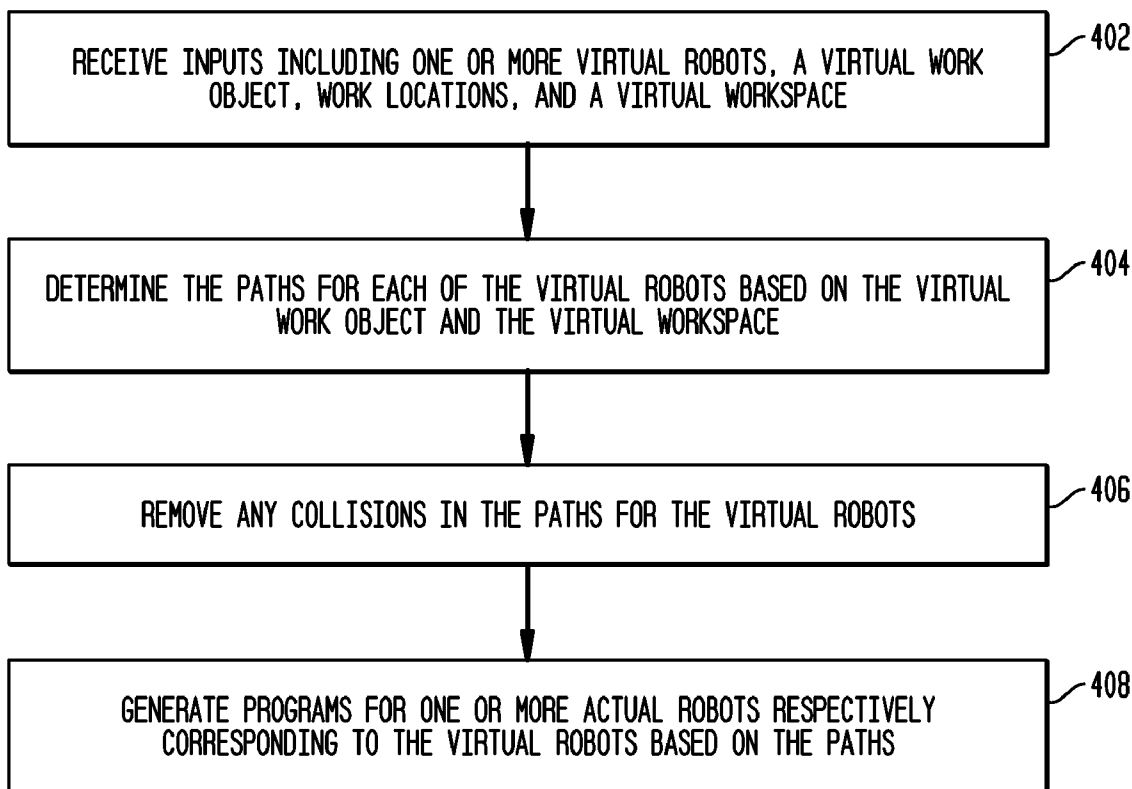 RECEIVE INPUTS INCLUDING ONE OR MORE VIRTUAL ROBOTS, A VIRTUAL WORK
OBJECT, WORK LOCATIONS, AND A VIRTUAL WORKSPACE
402
DETERMINE THE PATHS FOR EACH OF THE VIRTUAL ROBOTS BASED ON THE VIRTUAL
WORK OBJECT AND THE VIRTUAL WORKSPACE
404
REMOVE ANY COLLISIONS IN THE PATHS FOR THE VIRTUAL ROBOTS
406
GENERATE PROGRAMS FOR ONE OR MORE ACTUAL ROBOTS RESPECTIVELY
CORRESPONDING TO THE VIRTUAL ROBOTS BASED ON THE PATHS
408